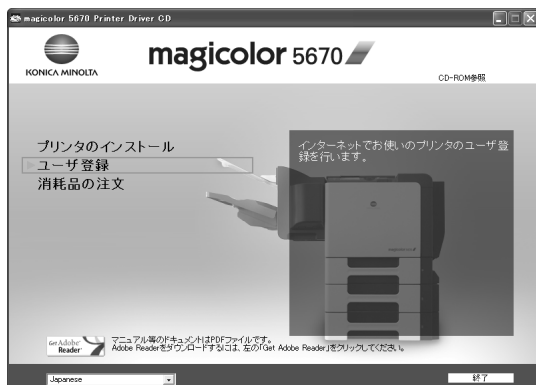 magicolor 5670 Printer Driver CD
KONICA MINOLTA
magicolor 5670
CD-ROM参照
プリンタのインストール
ユーザ登録
消耗品の注文
インターネットでお使いのプリンタのユーザ登
録を行います。
Get Adobe
Reader
マニュアル等のドキュメントはPDFファイルです。
Adobe Readerをダウンロードするには、左の「Get Adobe Reader」をクリックしてください。
Japanese
終了